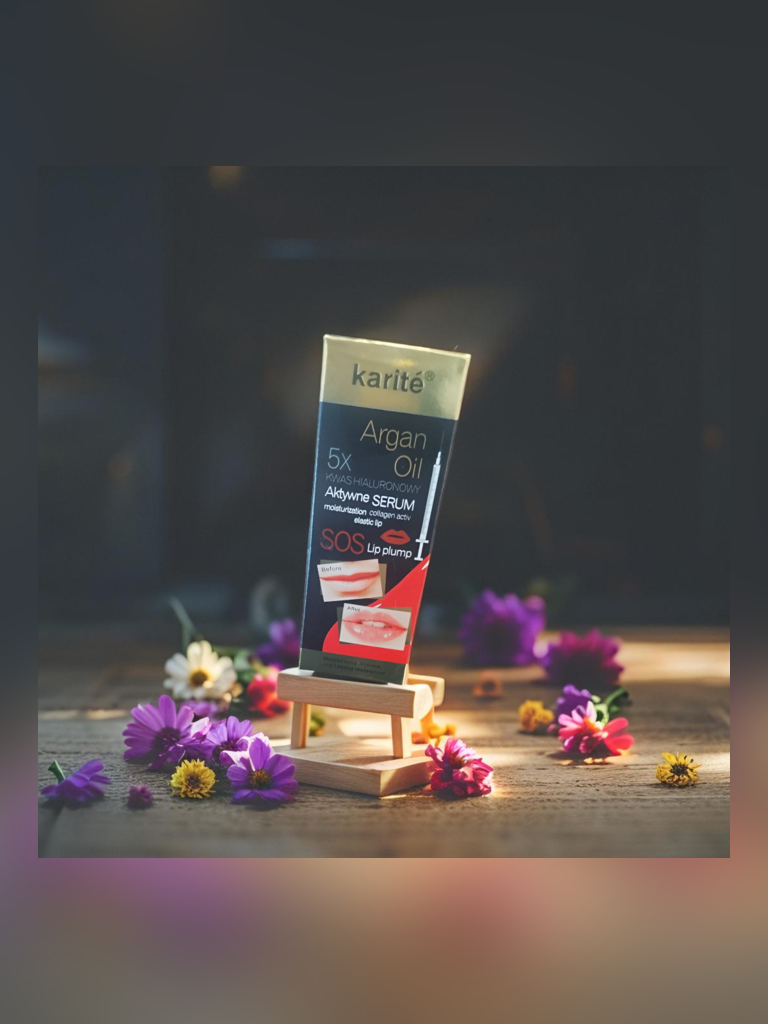 karité®
Argan
5x Oil
KWAS HIALURONOWY
Aktywne SERUM
moisturization collagen activ
elastic lip
SOS Lip plump
Before
After